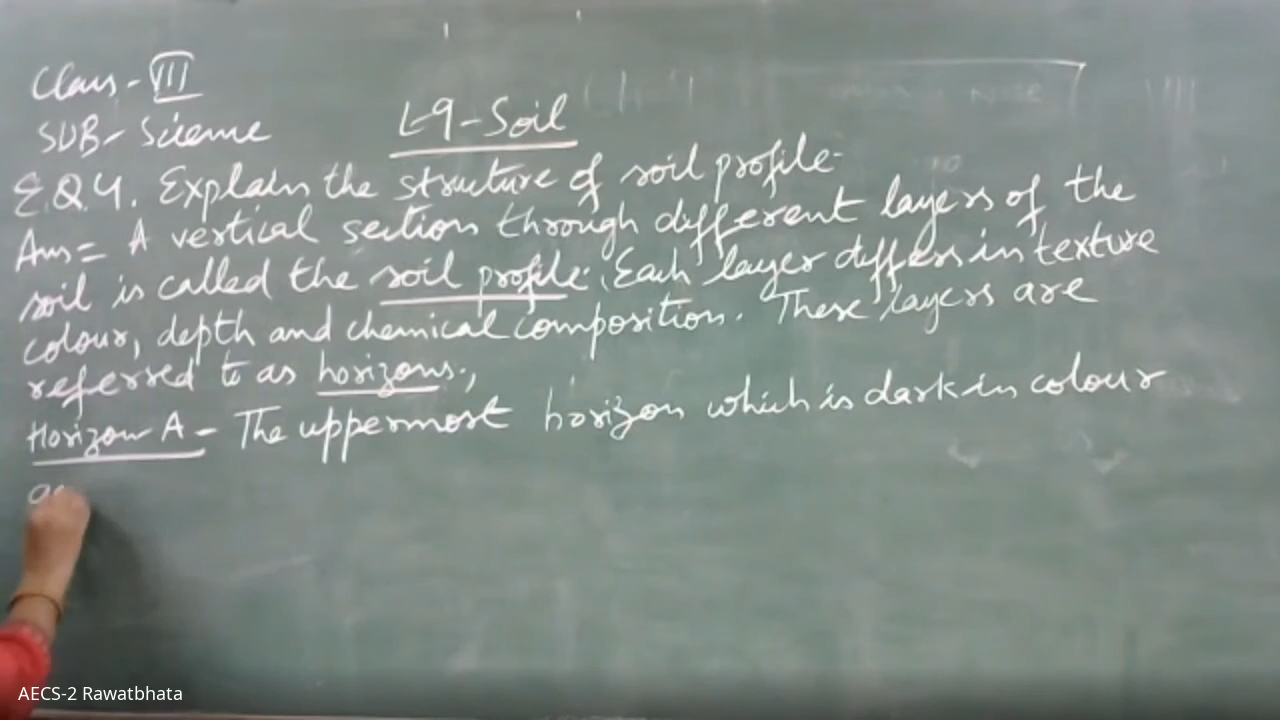 Class - VII
SUB - Science
L-9 - Soil
E.Q.4. Explain the structure of soil profile.
Ans = A vertical section through different layers of the
soil is called the soil profile. Each layer differs in texture
colour, depth and chemical composition. These layers are
referred to as horizons.,
Horizon A - The uppermost horizon which is dark in colour
AECS-2 Rawatbhata